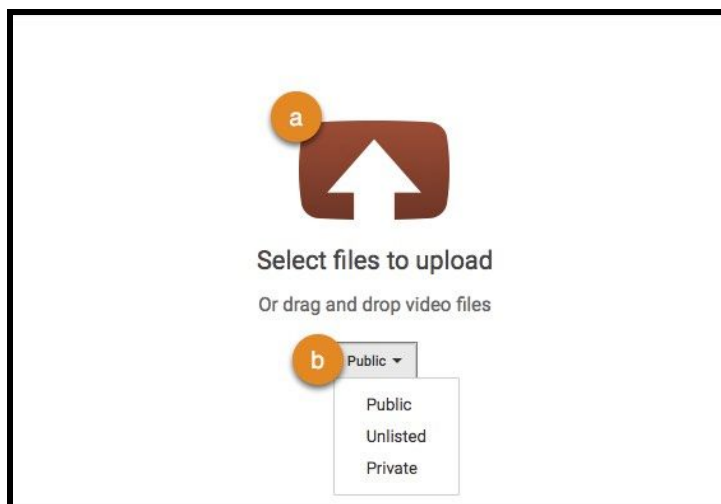 a
Select files to upload
Or drag and drop video files
b
Public
Public
Unlisted
Private